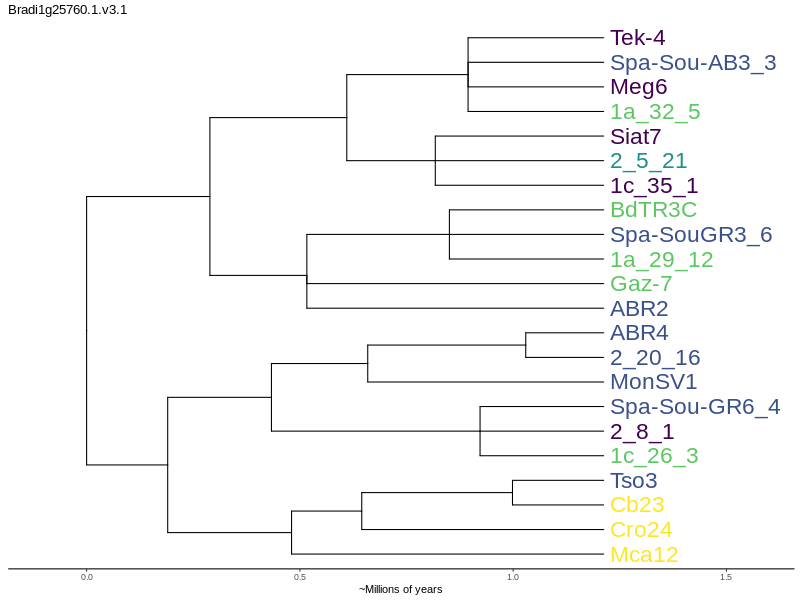 Bradi1g25760.1.v3.1
Tek-4
Spa-Sou-AB3_3
Meg6
1a_32_5
Siat7
2_5_21
1c_35_1
BdTR3C
Spa-SouGR3_6
1a_29_12
Gaz-7
ABR2
ABR4
2_20_16
MonSV1
Spa-Sou-GR6_4
2_8_1
1c_26_3
Tso3
Cb23
Cro24
Mca12
0.0 0.5 1.0 1.5
~Millions of years